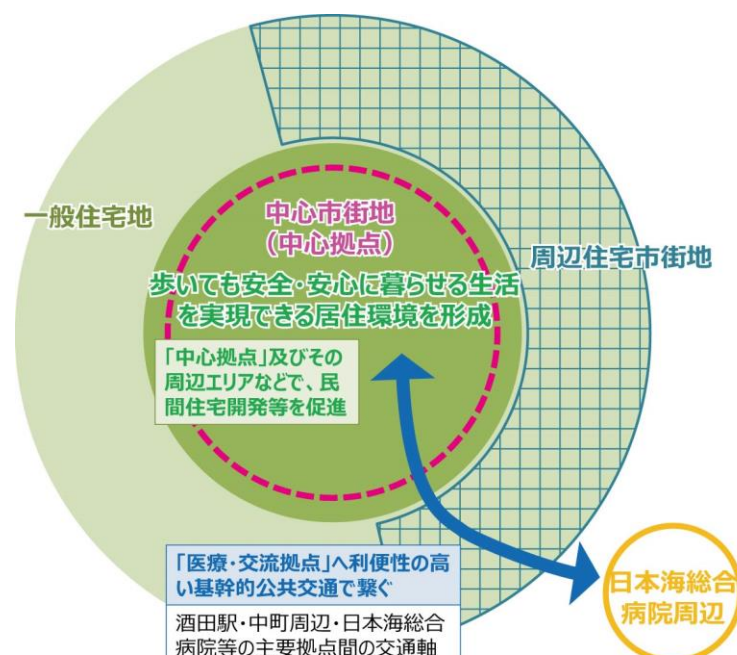 一般住宅地
中心市街地
（中心拠点）
周辺住宅市街地
歩いても安全・安心に暮らせる生活
を実現できる居住環境を形成
「中心拠点」及びその
周辺エリアなどで、民
間住宅開発等を促進
「医療・交流拠点」へ利便性の高
い基幹的公共交通で繋ぐ
酒田駅・中町周辺・日本海総合
病院等の主要拠点間の交通軸
日本海総合
病院周辺